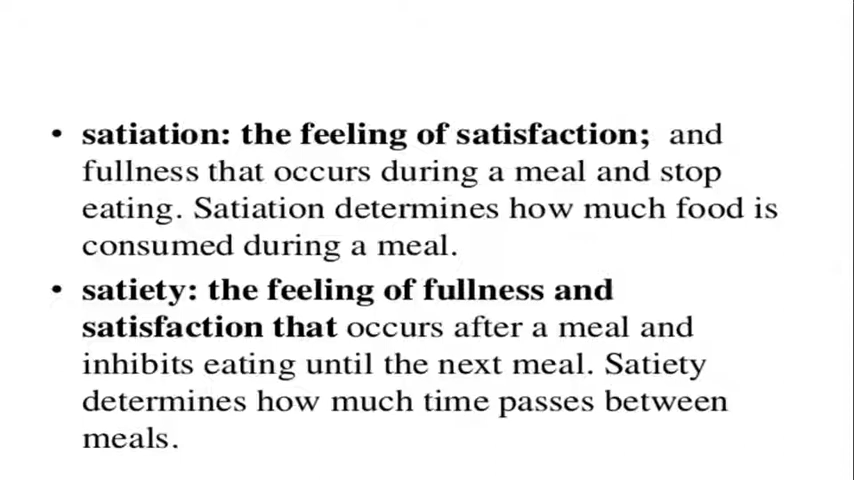 • satiation: the feeling of satisfaction; and
fullness that occurs during a meal and stop
eating. Satiation determines how much food is
consumed during a meal.
• satiety: the feeling of fullness and
satisfaction that occurs after a meal and
inhibits eating until the next meal. Satiety
determines how much time passes between
meals.